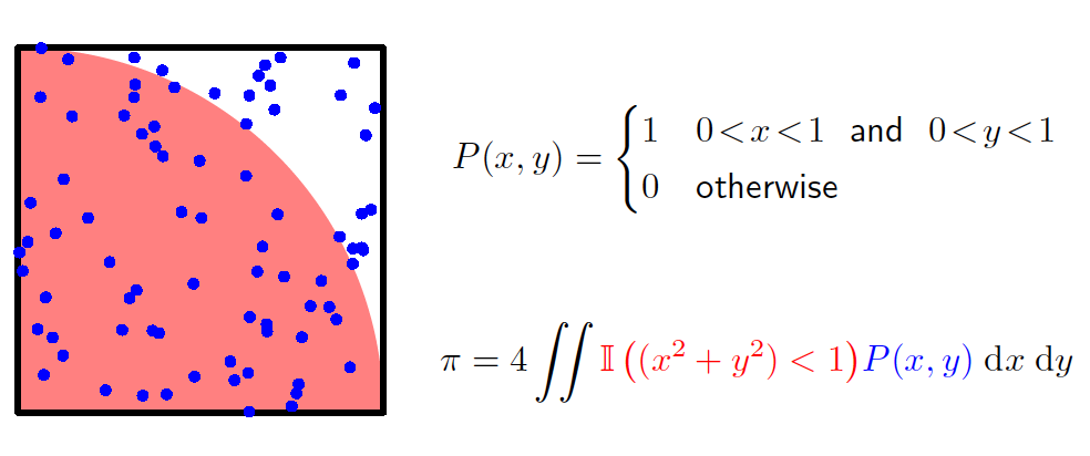 P(x, y) = { 1 0<x<1 and 0<y<1
0 otherwise
π = 4 ∬ 𝕀 ((x² + y²) < 1) P(x, y) dx dy